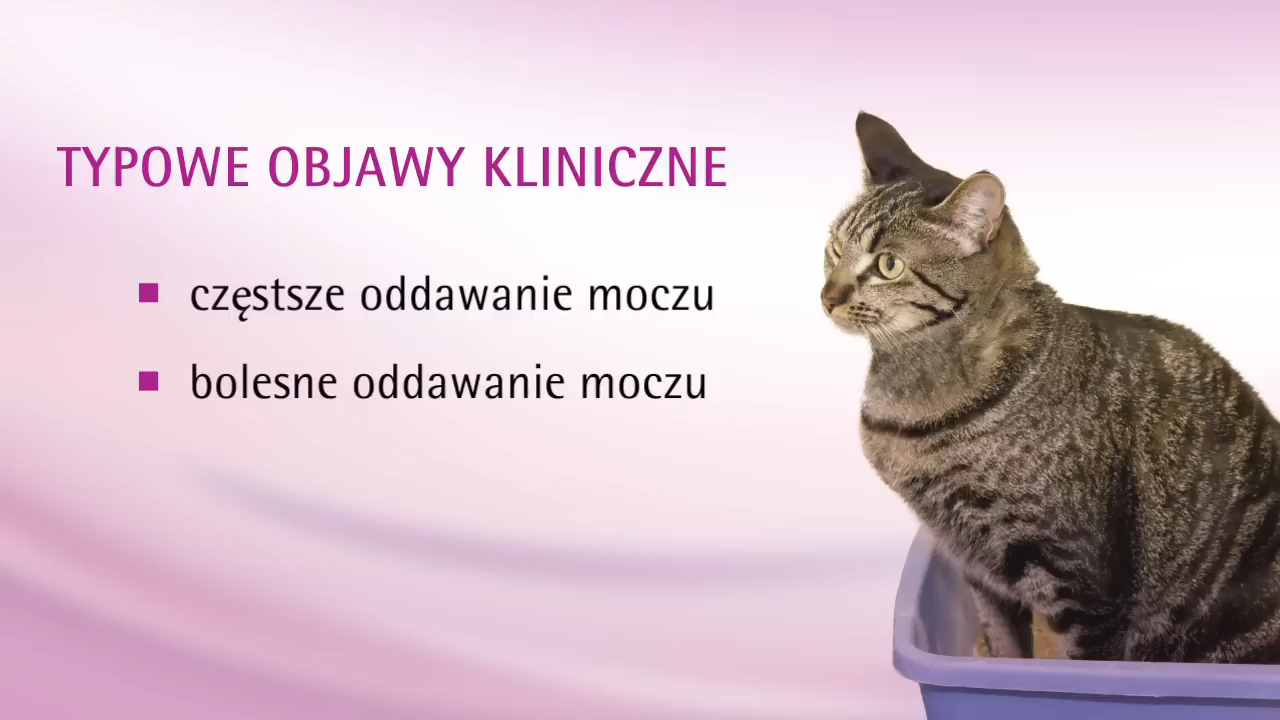 TYPOWE OBJAWY KLINICZNE
częstsze oddawanie moczu
bolesne oddawanie moczu